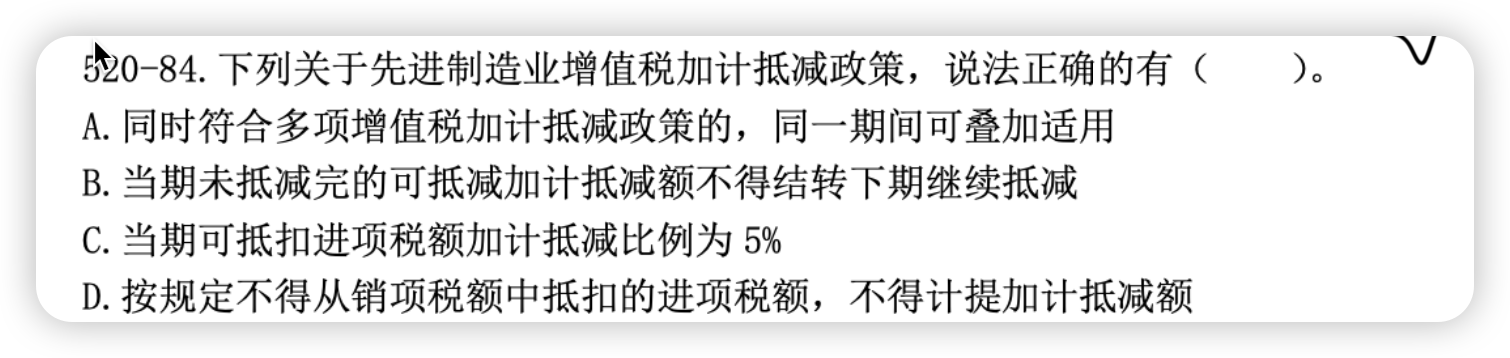 520-84. 下列关于先进制造业增值税加计抵减政策，说法正确的有（　　）。
A. 同时符合多项增值税加计抵减政策的，同一期间可叠加适用
B. 当期未抵减完的可抵减加计抵减额不得结转下期继续抵减
C. 当期可抵扣进项税额加计抵减比例为 5%
D. 按规定不得从销项税额中抵扣的进项税额，不得计提加计抵减额